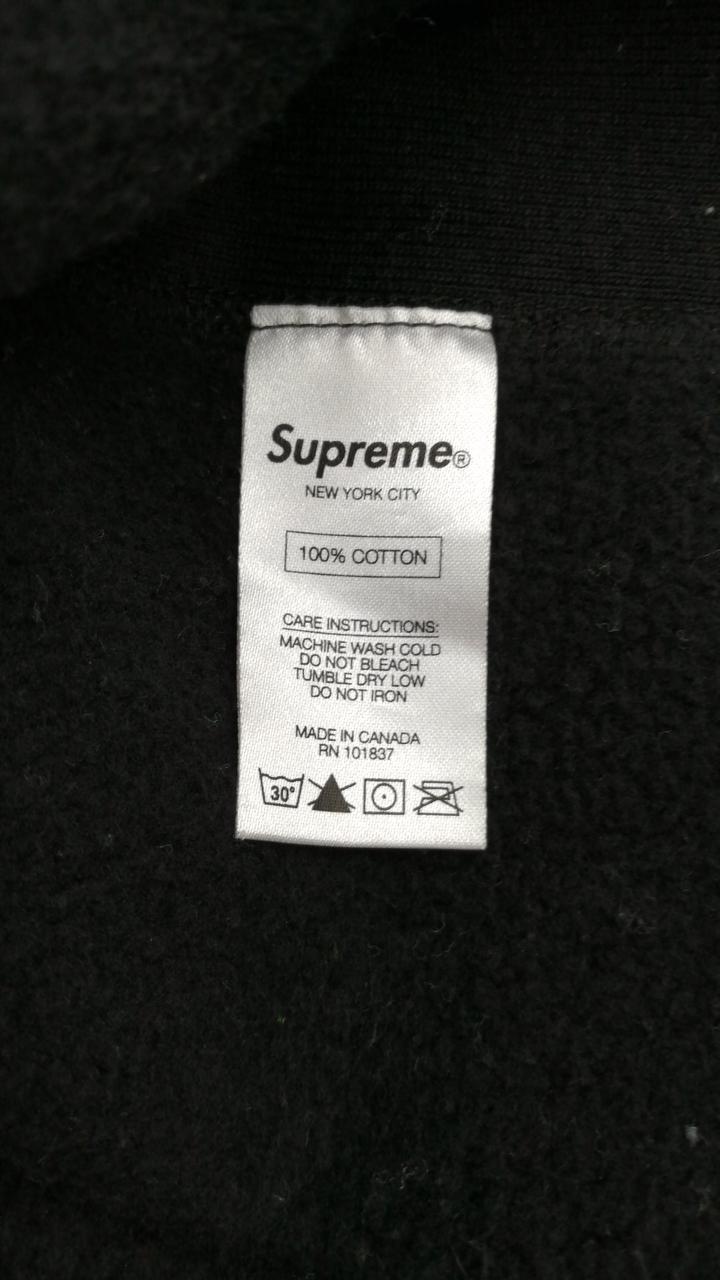 Supreme®
NEW YORK CITY
100% COTTON
CARE INSTRUCTIONS:
MACHINE WASH COLD
DO NOT BLEACH
TUMBLE DRY LOW
DO NOT IRON
MADE IN CANADA
RN 101837
30°